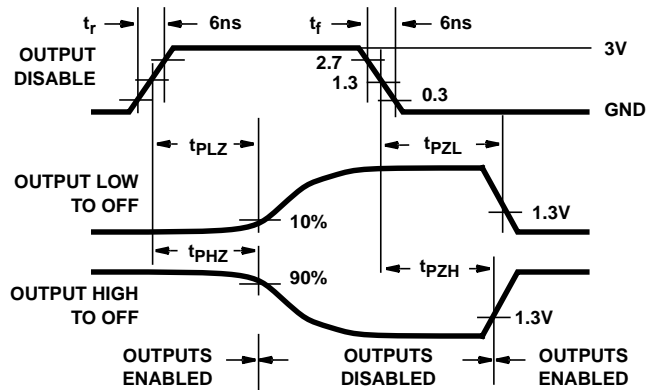 tr 6ns tf 6ns
OUTPUT
DISABLE
2.7
1.3
0.3
3V
GND
tPLZ tPZL
OUTPUT LOW
TO OFF
10%
1.3V
tPHZ tPZH
OUTPUT HIGH
TO OFF
90%
1.3V
OUTPUTS
ENABLED
OUTPUTS
DISABLED
OUTPUTS
ENABLED